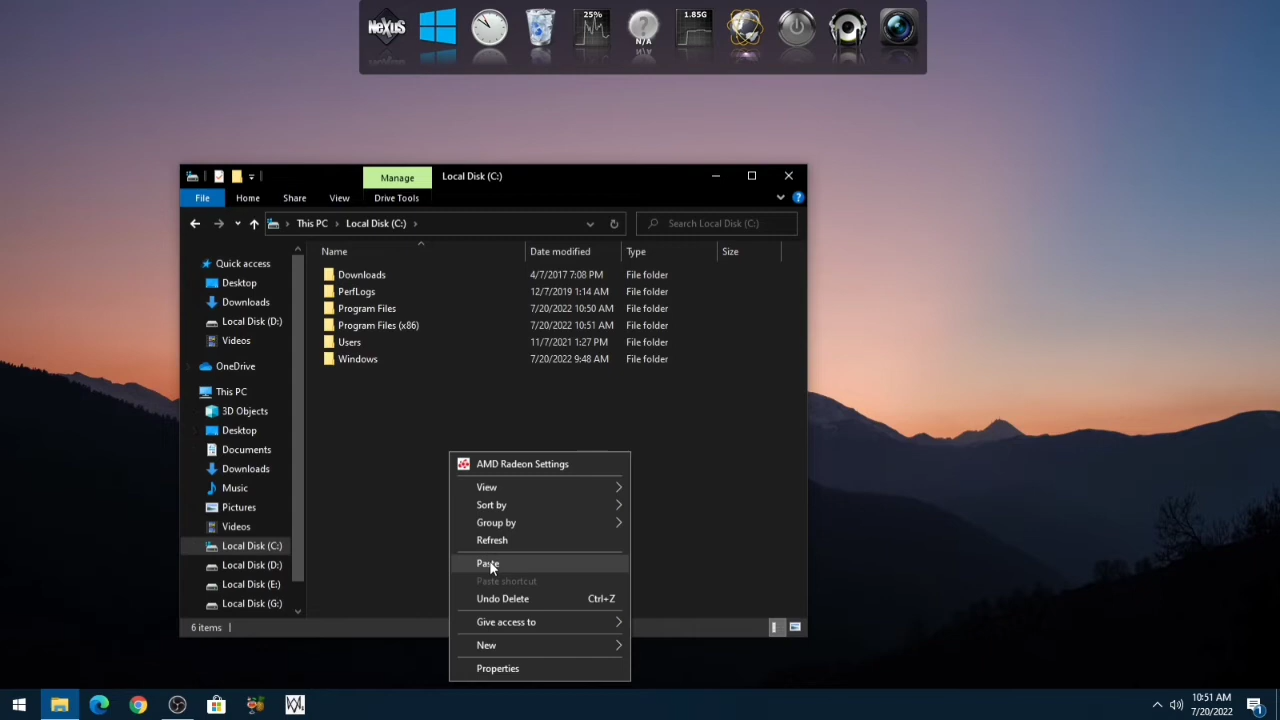 NeXuS
25%
?
N/A
1.85G
Manage
Local Disk (C:)
File
Home
Share
View
Drive Tools
?
This PC
Local Disk (C:)
Search Local Disk (C:)
Name
Date modified
Type
Size
Quick access
Desktop
Downloads
Local Disk (D:)
Videos
OneDrive
This PC
3D Objects
Desktop
Documents
Downloads
Music
Pictures
Videos
Local Disk (C:)
Local Disk (D:)
Local Disk (E:)
Local Disk (G:)
Downloads 4/7/2017 7:08 PM File folder
PerfLogs 12/7/2019 1:14 AM File folder
Program Files 7/20/2022 10:50 AM File folder
Program Files (x86) 7/20/2022 10:51 AM File folder
Users 11/7/2021 1:27 PM File folder
Windows 7/20/2022 9:48 AM File folder
AMD Radeon Settings
View
Sort by
Group by
Refresh
Paste
Paste shortcut
Undo Delete Ctrl+Z
Give access to
New
Properties
6 items
10:51 AM
7/20/2022
1